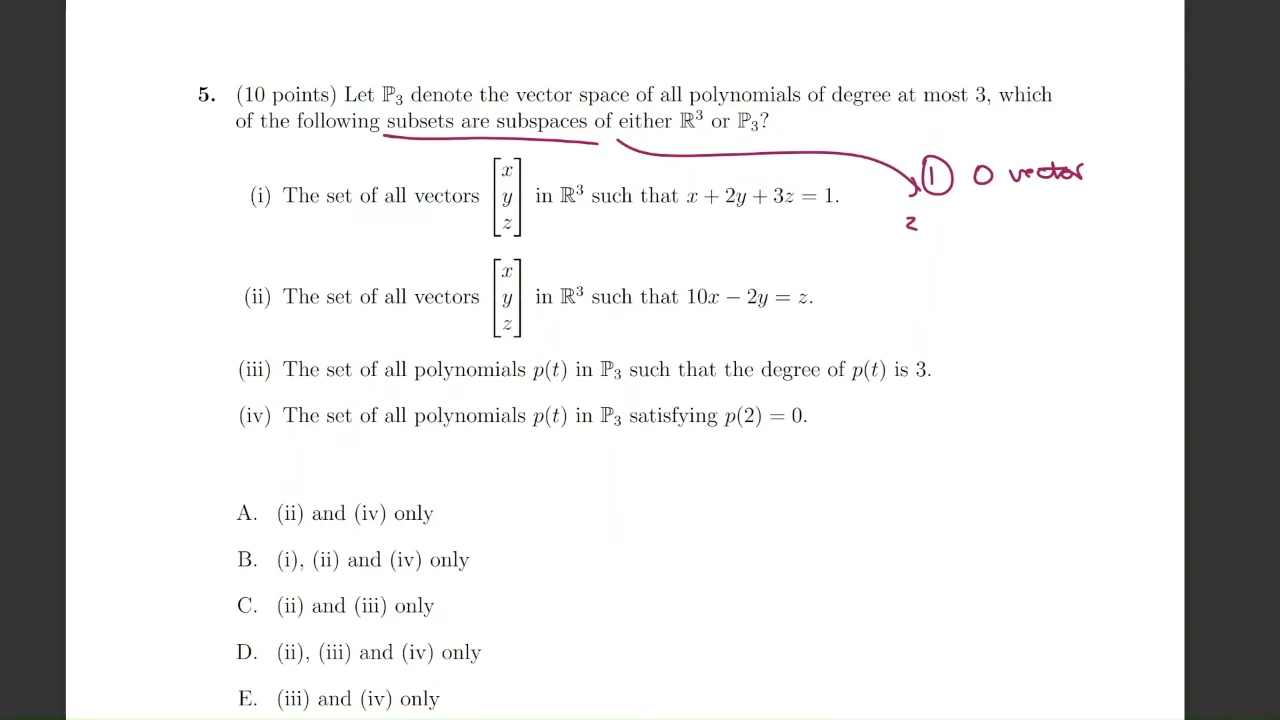 5. (10 points) Let ℙ₃ denote the vector space of all polynomials of degree at most 3, which
of the following subsets are subspaces of either ℝ³ or ℙ₃?
① 0 vector
(i) The set of all vectors [x y z] in ℝ³ such that x + 2y + 3z = 1.
2
(ii) The set of all vectors [x y z] in ℝ³ such that 10x − 2y = z.
(iii) The set of all polynomials p(t) in ℙ₃ such that the degree of p(t) is 3.
(iv) The set of all polynomials p(t) in ℙ₃ satisfying p(2) = 0.
A. (ii) and (iv) only
B. (i), (ii) and (iv) only
C. (ii) and (iii) only
D. (ii), (iii) and (iv) only
E. (iii) and (iv) only